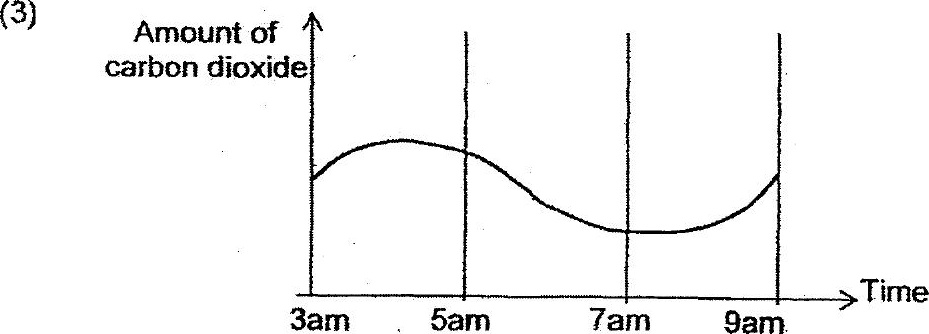 (3)
Amount of
carbon dioxide
Time
3am 5am 7am 9am